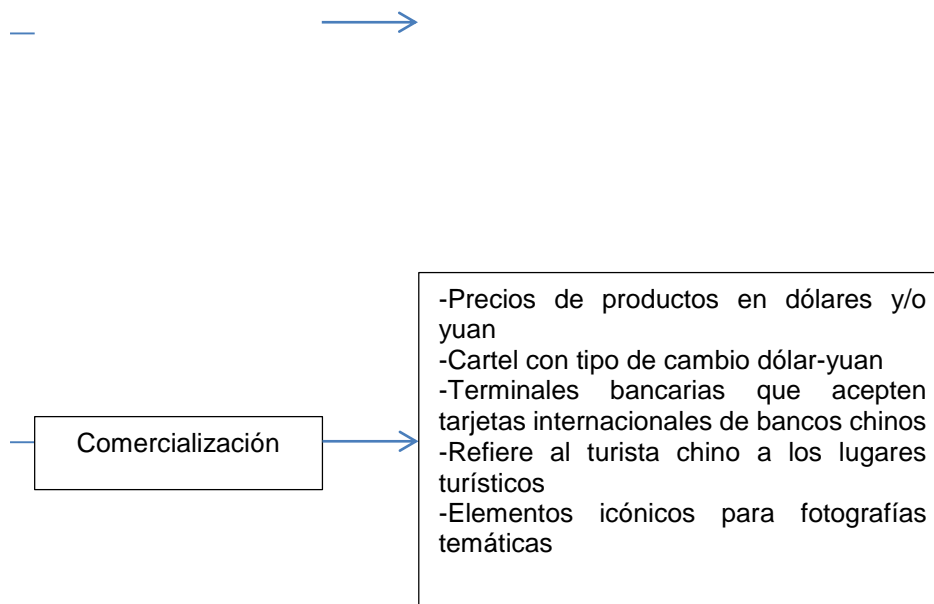 -Precios de productos en dólares y/o
yuan
-Cartel con tipo de cambio dólar-yuan
-Terminales bancarias que acepten
tarjetas internacionales de bancos chinos
-Refiere al turista chino a los lugares
turísticos
-Elementos icónicos para fotografías
temáticas
Comercialización